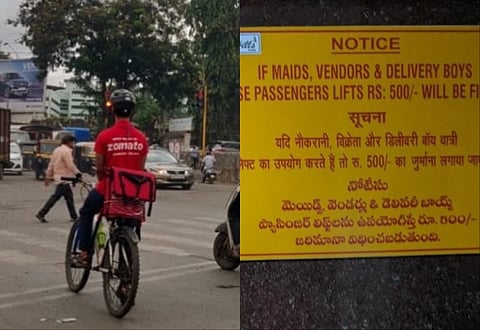 zomato
NOTICE
IF MAIDS, VENDORS & DELIVERY BOYS
SE PASSENGERS LIFTS RS: 500/- WILL BE FI
सूचना
यदि नौकरानी, विक्रेता और डिलीवरी बॉय यात्री
का उपयोग करते हैं तो रु. 500/- का जुर्माना लगाया
నోటీసు
మెయిడ్స్, వెండర్లు & డెలివరీ బాయ్స్
ప్యాసింజర్ లిఫ్ట్‌లను ఉపయోగిస్తే రూ. 500/-
జరిమానా విధించబడుతుంది.